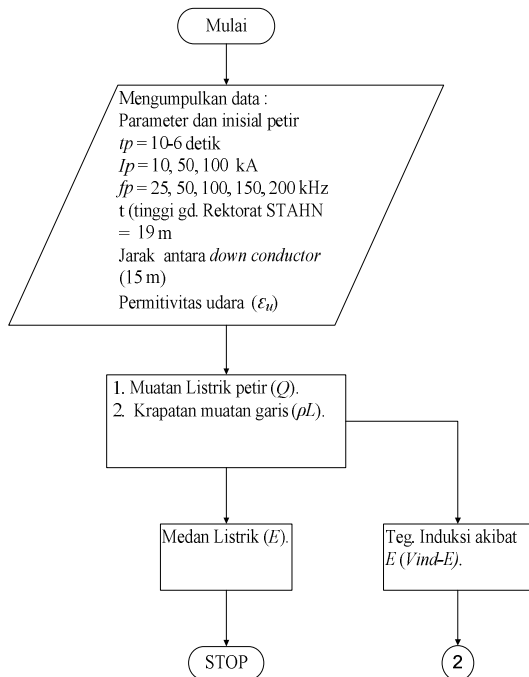 Mulai
Mengumpulkan data :
Parameter dan inisial petir
tp = 10-6 detik
Ip = 10, 50, 100 kA
fp = 25, 50, 100, 150, 200 kHz
t (tinggi gd. Rektorat STAHN
= 19 m
Jarak antara down conductor
(15 m)
Permitivitas udara (εu)
1. Muatan Listrik petir (Q).
2. Krapatan muatan garis (ρL).
Medan Listrik (E).
Teg. Induksi akibat
E (Vind-E).
STOP
2